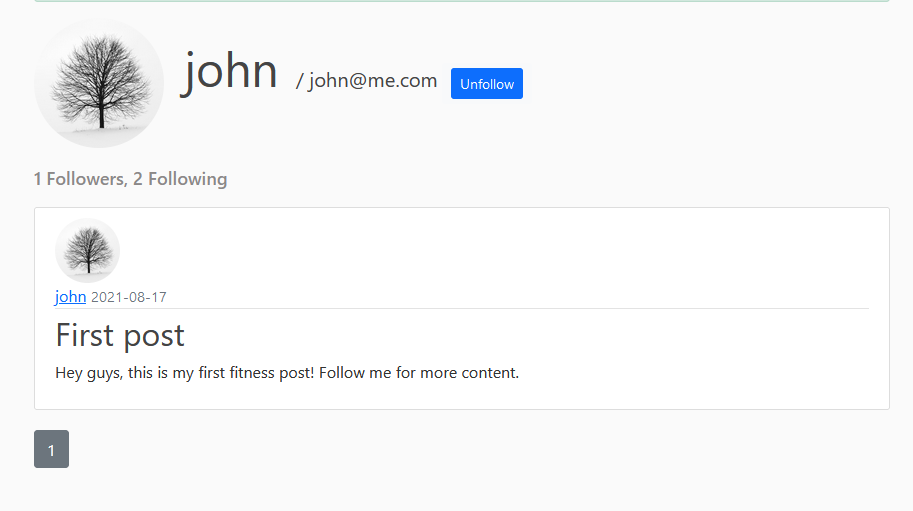 john / john@me.com Unfollow
1 Followers, 2 Following
john 2021-08-17
First post
Hey guys, this is my first fitness post! Follow me for more content.
1